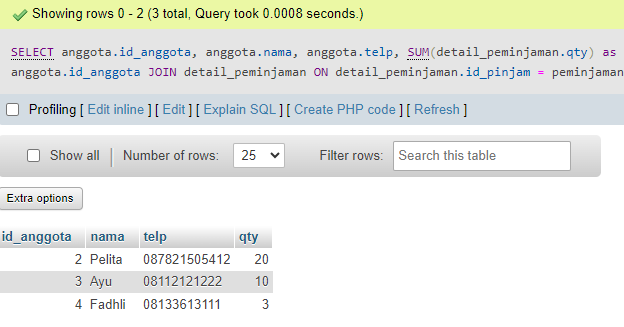 Showing rows 0 - 2 (3 total, Query took 0.0008 seconds.)
SELECT anggota.id_anggota, anggota.nama, anggota.telp, SUM(detail_peminjaman.qty) as
anggota.id_anggota JOIN detail_peminjaman ON detail_peminjaman.id_pinjam = peminjaman
Profiling [ Edit inline ] [ Edit ] [ Explain SQL ] [ Create PHP code ] [ Refresh ]
Show all | Number of rows: 25 Filter rows: Search this table
Extra options
id_anggota nama telp qty
2 Pelita 087821505412 20
3 Ayu 08112121222 10
4 Fadhli 08133613111 3